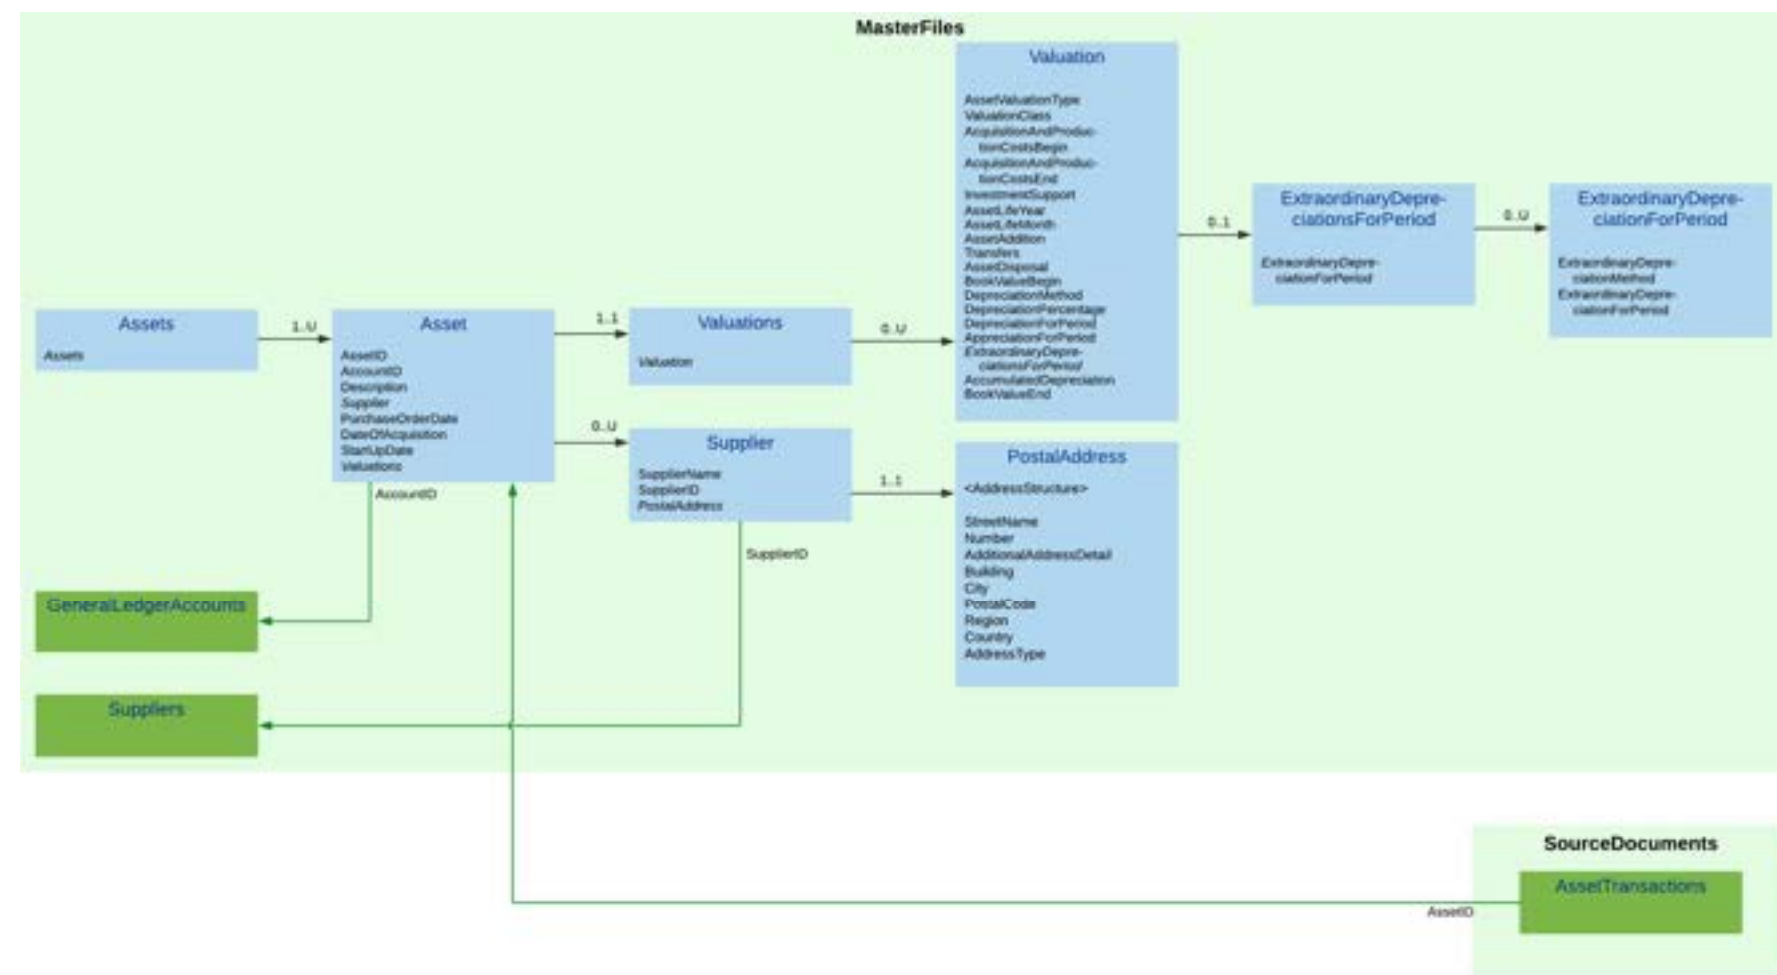 MasterFiles
Assets
Assets
1..U
Asset
AssetID
AccountID
Description
Supplier
PurchaseOrderDate
DateOfAcquisition
StartUpDate
Valuations
1..1
Valuations
Valuation
0..U
Valuation
AssetValuationType
ValuationClass
AcquisitionAndProduc-
tionCostsBegin
AcquisitionAndProduc-
tionCostsEnd
InvestmentSupport
AssetLifeYear
AssetLifeMonth
AssetAddition
Transfers
AssetDisposal
BookValueBegin
DepreciationMethod
DepreciationPercentage
DepreciationForPeriod
AppreciationForPeriod
ExtraordinaryDepre-
ciationsForPeriod
AccumulatedDepreciation
BookValueEnd
0..1
ExtraordinaryDepre-
ciationsForPeriod
ExtraordinaryDepre-
ciationForPeriod
0..U
ExtraordinaryDepre-
ciationForPeriod
ExtraordinaryDepre-
ciationMethod
ExtraordinaryDepre-
ciationForPeriod
0..U
Supplier
SupplierName
SupplierID
PostalAddress
1..1
PostalAddress
<AddressStructure>
StreetName
Number
AdditionalAddressDetail
Building
City
PostalCode
Region
Country
AddressType
AccountID
SupplierID
GeneralLedgerAccounts
Suppliers
SourceDocuments
AssetTransactions
AssetID